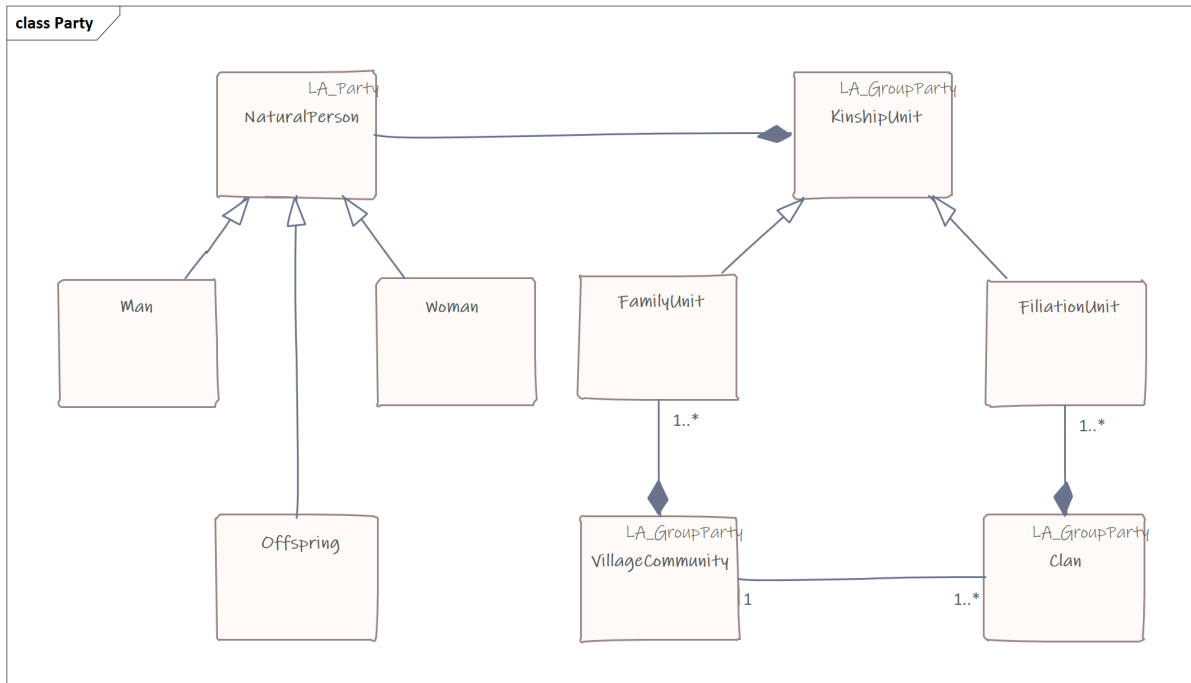 class Party
LA_Party
NaturalPerson
LA_GroupParty
KinshipUnit
Man
Woman
FamilyUnit
FiliationUnit
1..*
1..*
Offspring
LA_GroupParty
VillageCommunity
LA_GroupParty
Clan
1
1..*